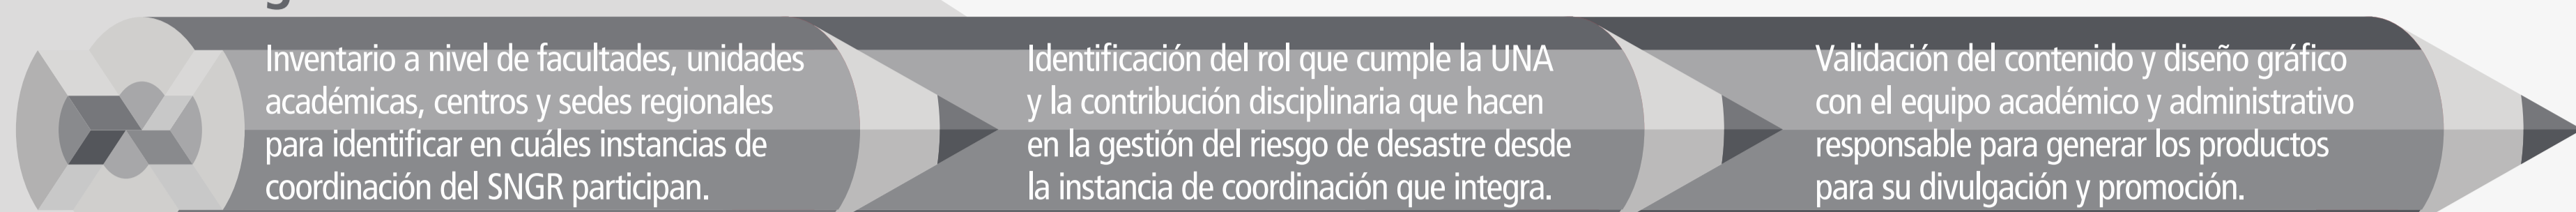 Inventario a nivel de facultades, unidades
académicas, centros y sedes regionales
para identificar en cuáles instancias de
coordinación del SNGR participan.
Identificación del rol que cumple la UNA
y la contribución disciplinaria que hacen
en la gestión del riesgo de desastre desde
la instancia de coordinación que integra.
Validación del contenido y diseño gráfico
con el equipo académico y administrativo
responsable para generar los productos
para su divulgación y promoción.